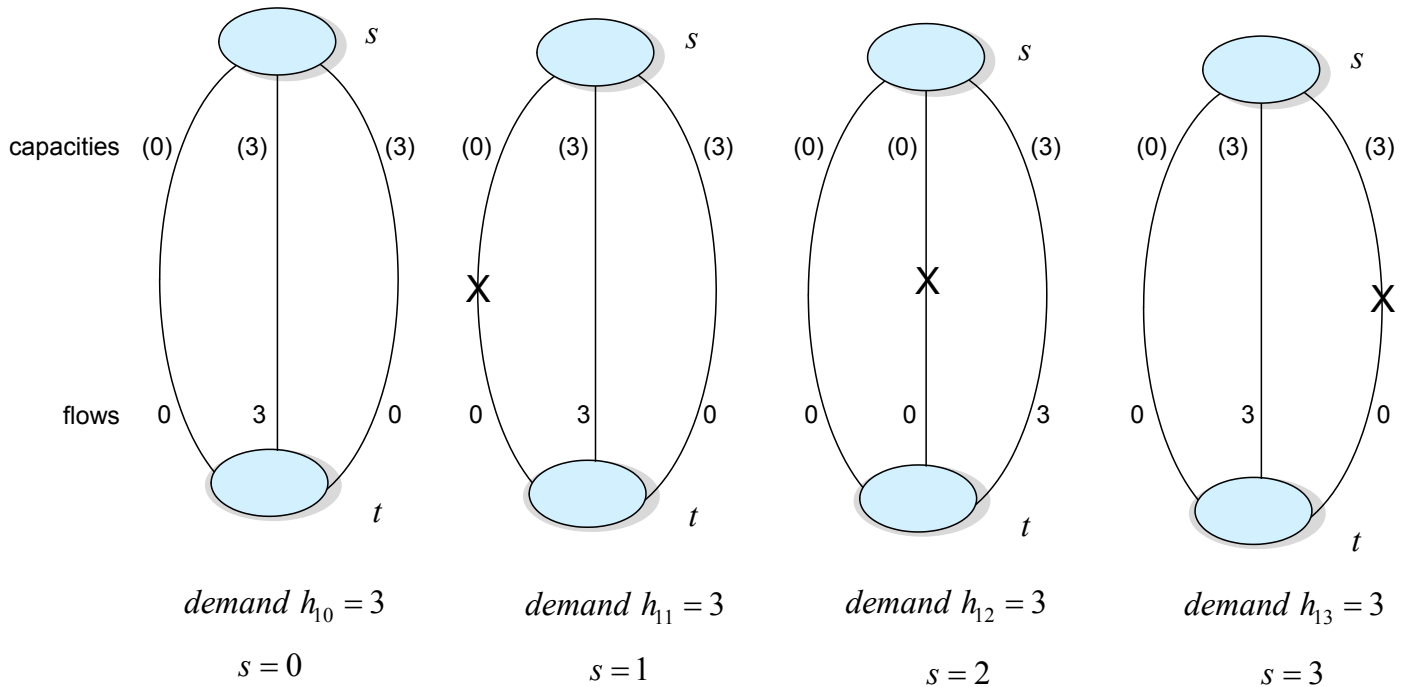 s s s s
capacities (0) (3) (3) (0) (3) (3) (0) (0) (3) (0) (3) (3)
X X X
flows 0 3 0 0 3 0 0 0 3 0 3 0
t t t t
demand h₁₀ = 3 demand h₁₁ = 3 demand h₁₂ = 3 demand h₁₃ = 3
s = 0 s = 1 s = 2 s = 3